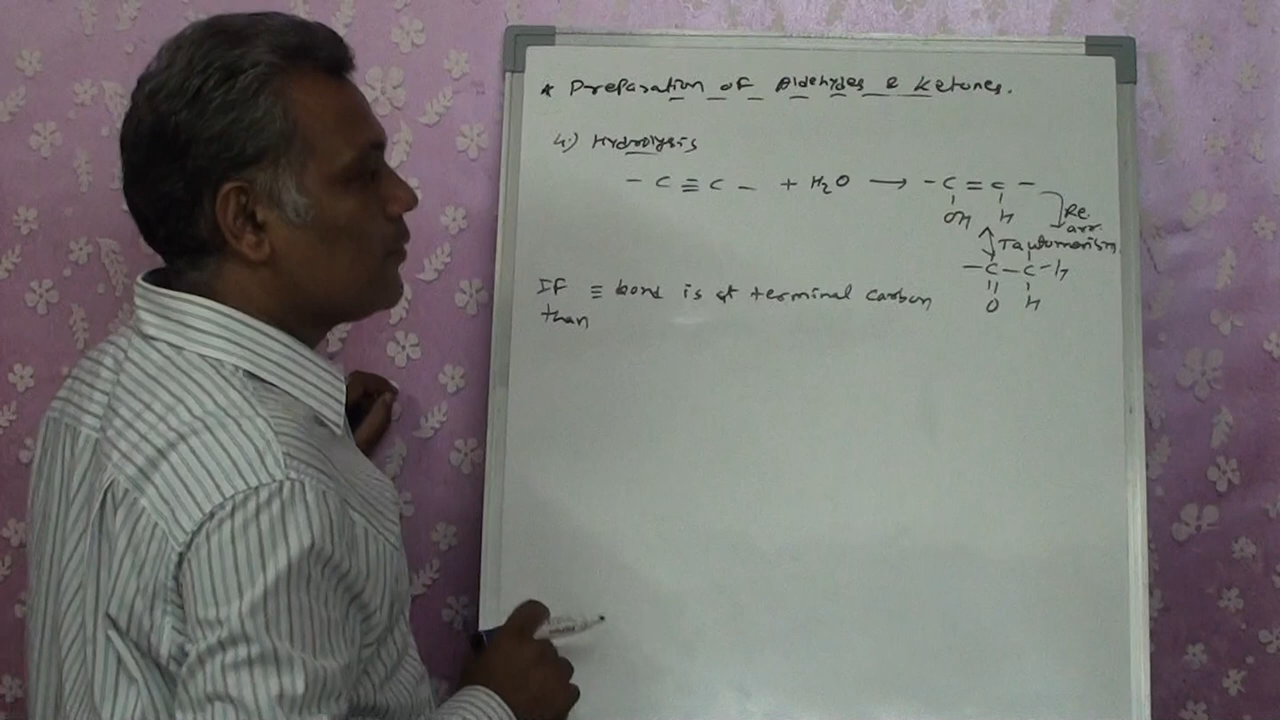 * Preparation of Aldehydes & Ketones.
4.) Hydrolysis
- C ≡ C - + H₂O ⟶ - C = C -
OH H
Re.
arr.
Tautomerism
- C - C - H
O H
If ≡ bond is at terminal carbon
than